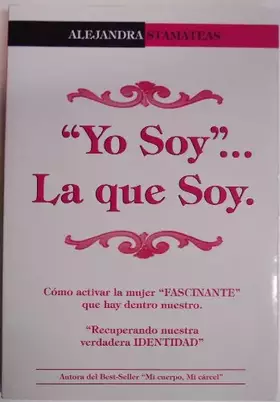 ALEJANDRA STAMATEAS
“Yo Soy”...
La que Soy.
Cómo activar la mujer “FASCINANTE”
que hay dentro nuestro.
“Recuperando nuestra
verdadera IDENTIDAD”
Autora del Best-Seller “Mi cuerpo, Mi cárcel”